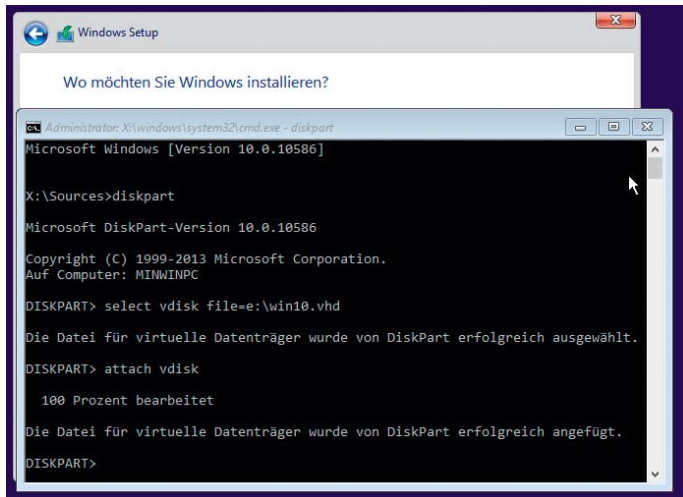 Windows Setup
Wo möchten Sie Windows installieren?
Administrator: X:\windows\system32\cmd.exe - diskpart
Microsoft Windows [Version 10.0.10586]
X:\Sources>diskpart
Microsoft DiskPart-Version 10.0.10586
Copyright (C) 1999-2013 Microsoft Corporation.
Auf Computer: MINWINPC
DISKPART> select vdisk file=e:\win10.vhd
Die Datei für virtuelle Datenträger wurde von DiskPart erfolgreich ausgewählt.
DISKPART> attach vdisk
100 Prozent bearbeitet
Die Datei für virtuelle Datenträger wurde von DiskPart erfolgreich angefügt.
DISKPART>